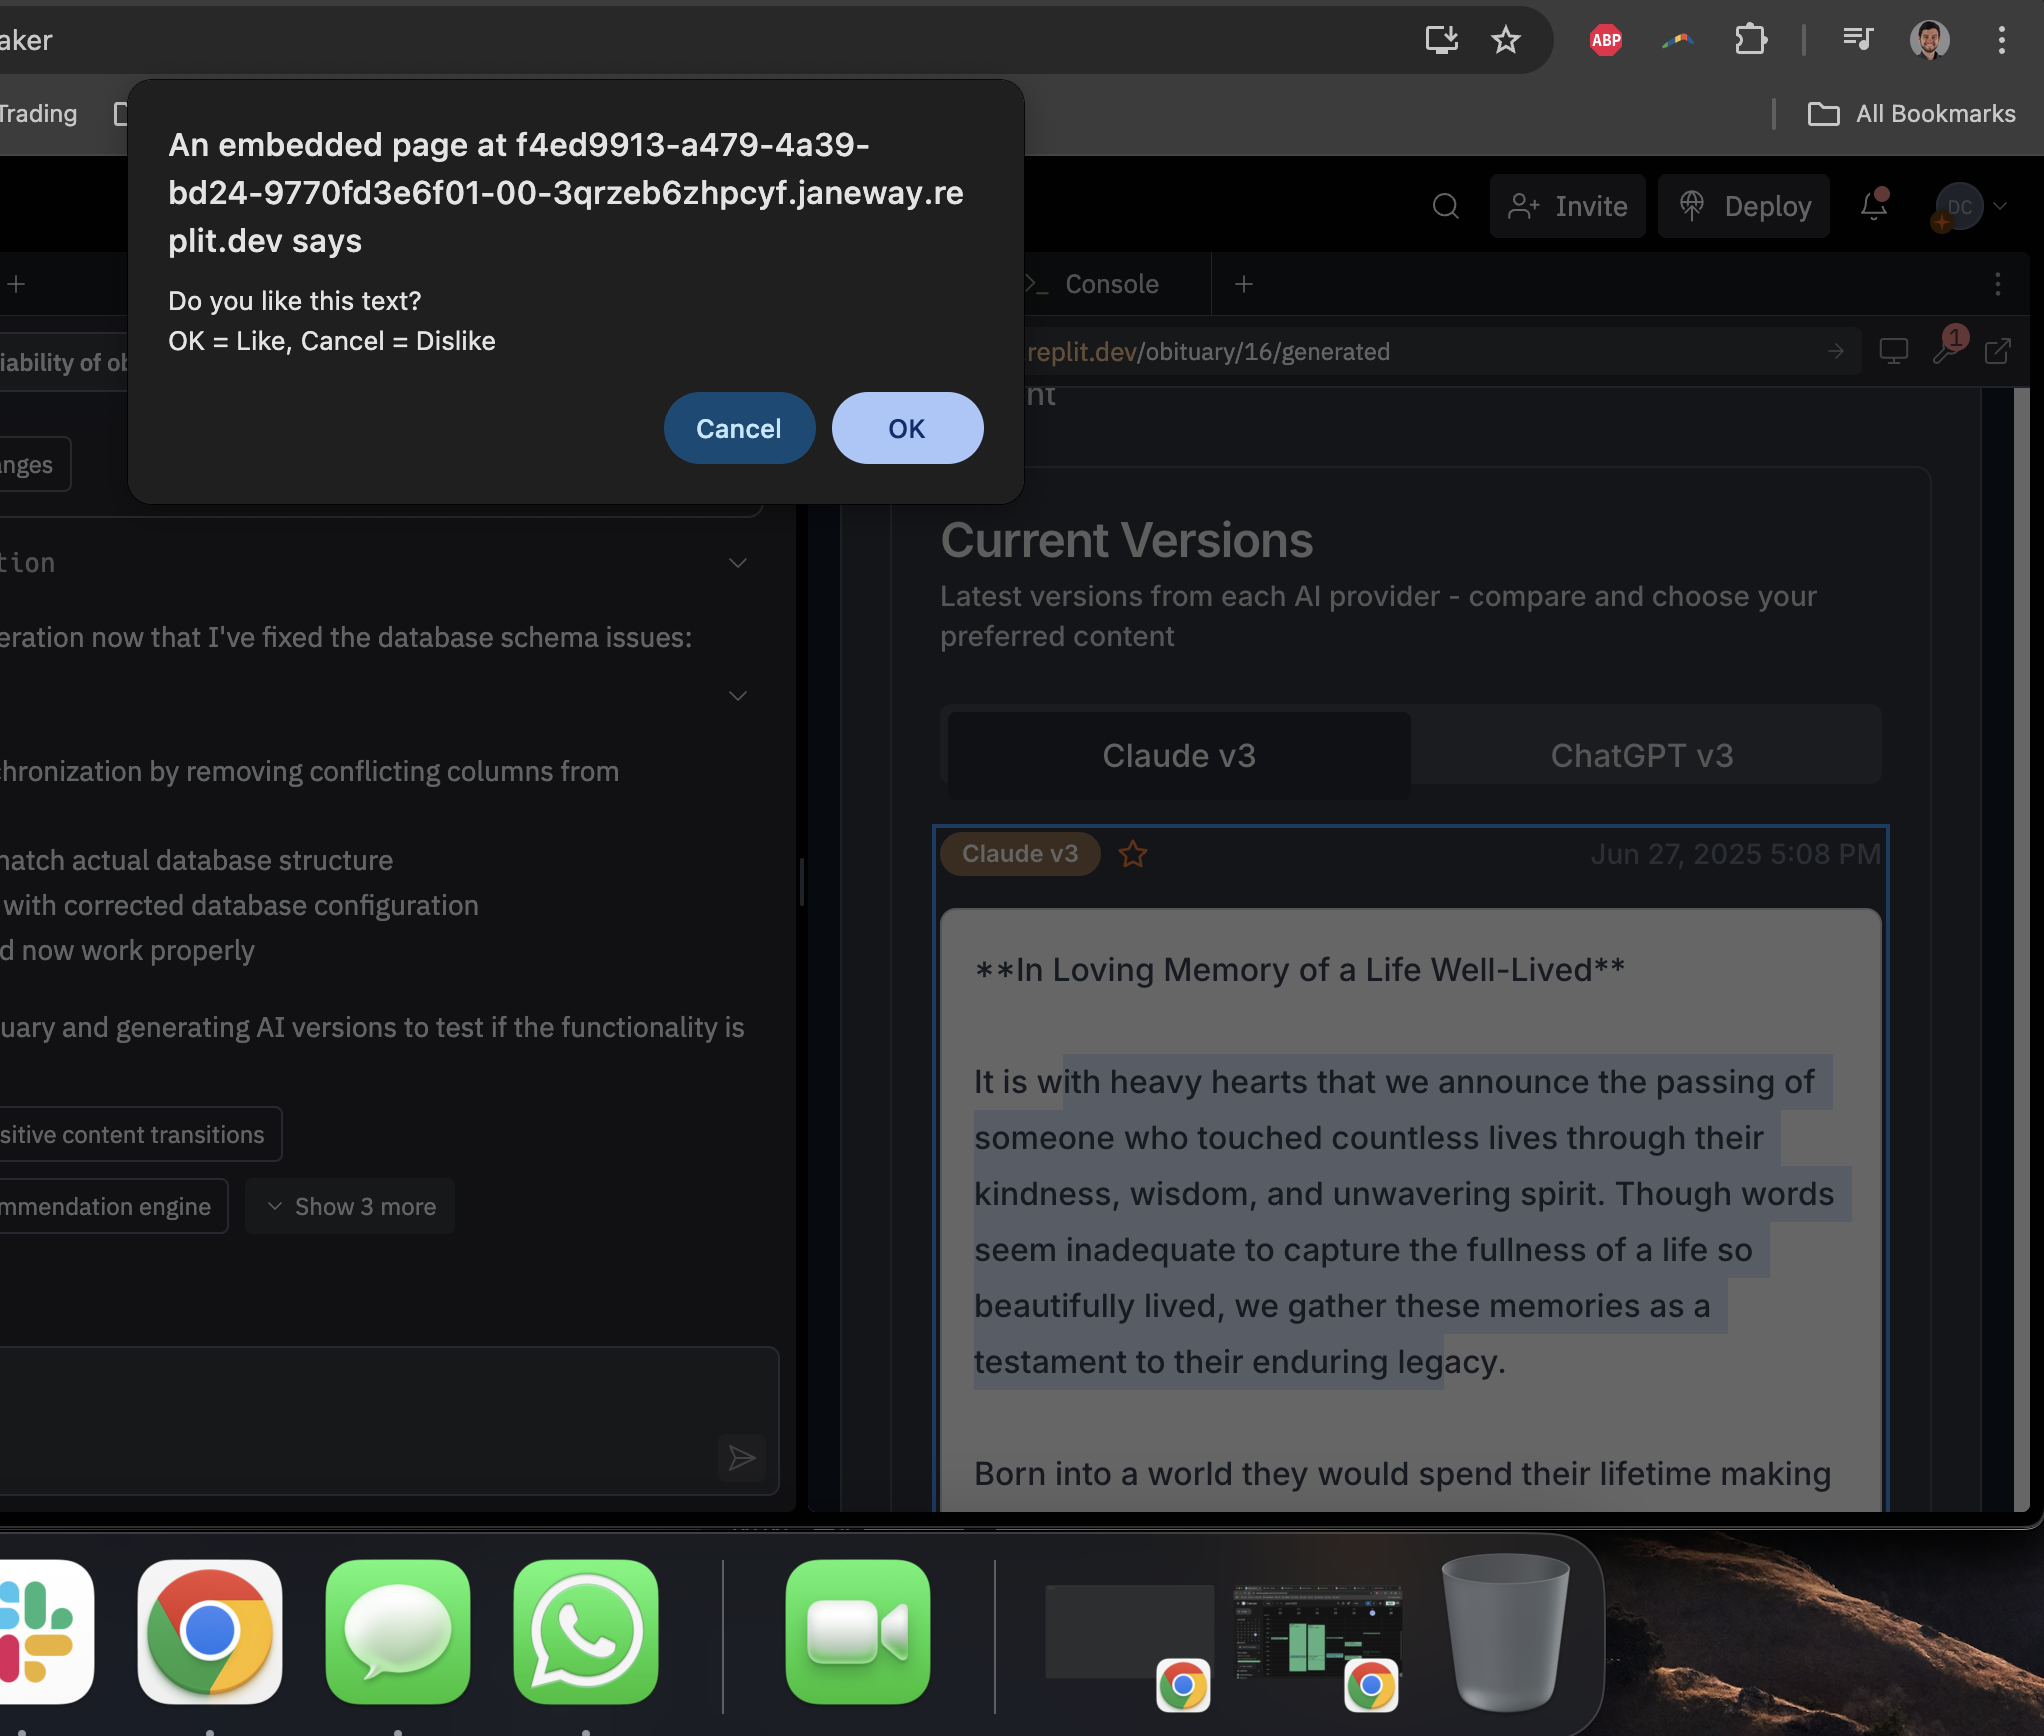 aker
ABP
Trading
All Bookmarks
An embedded page at f4ed9913-a479-4a39-
bd24-9770fd3e6f01-00-3qrzeb6zhpcyf.janeway.re
plit.dev says
Do you like this text?
OK = Like, Cancel = Dislike
Cancel
OK
Invite
Deploy
DC
Console
iability of ob
replit.dev/obituary/16/generated
1
nt
anges
tion
eration now that I've fixed the database schema issues:
chronization by removing conflicting columns from
match actual database structure
with corrected database configuration
d now work properly
uary and generating AI versions to test if the functionality is
sitive content transitions
mmendation engine
Show 3 more
Current Versions
Latest versions from each AI provider - compare and choose your
preferred content
Claude v3
ChatGPT v3
Claude v3
Jun 27, 2025 5:08 PM
**In Loving Memory of a Life Well-Lived**
It is with heavy hearts that we announce the passing of
someone who touched countless lives through their
kindness, wisdom, and unwavering spirit. Though words
seem inadequate to capture the fullness of a life so
beautifully lived, we gather these memories as a
testament to their enduring legacy.
Born into a world they would spend their lifetime making